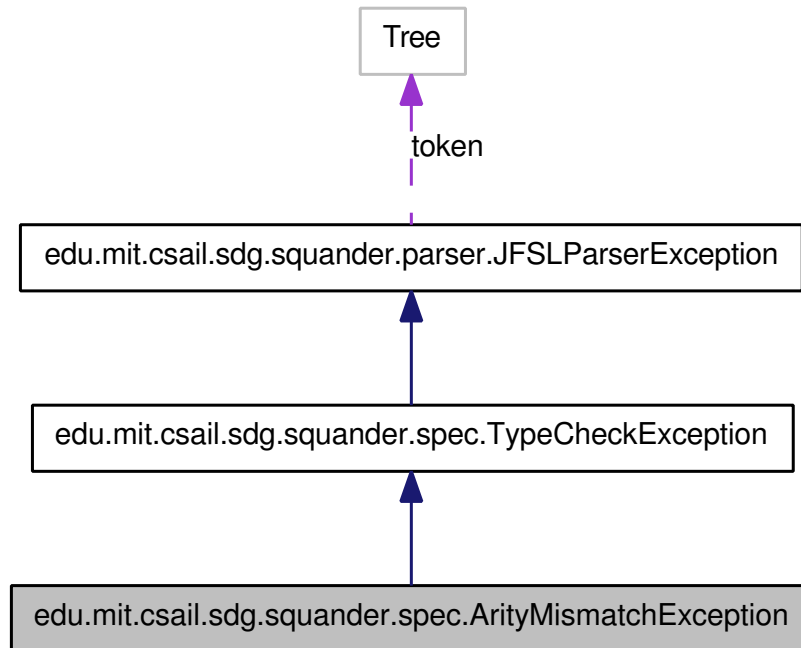 Tree
token
edu.mit.csail.sdg.squander.parser.JFSLParserException
edu.mit.csail.sdg.squander.spec.TypeCheckException
edu.mit.csail.sdg.squander.spec.ArityMismatchException